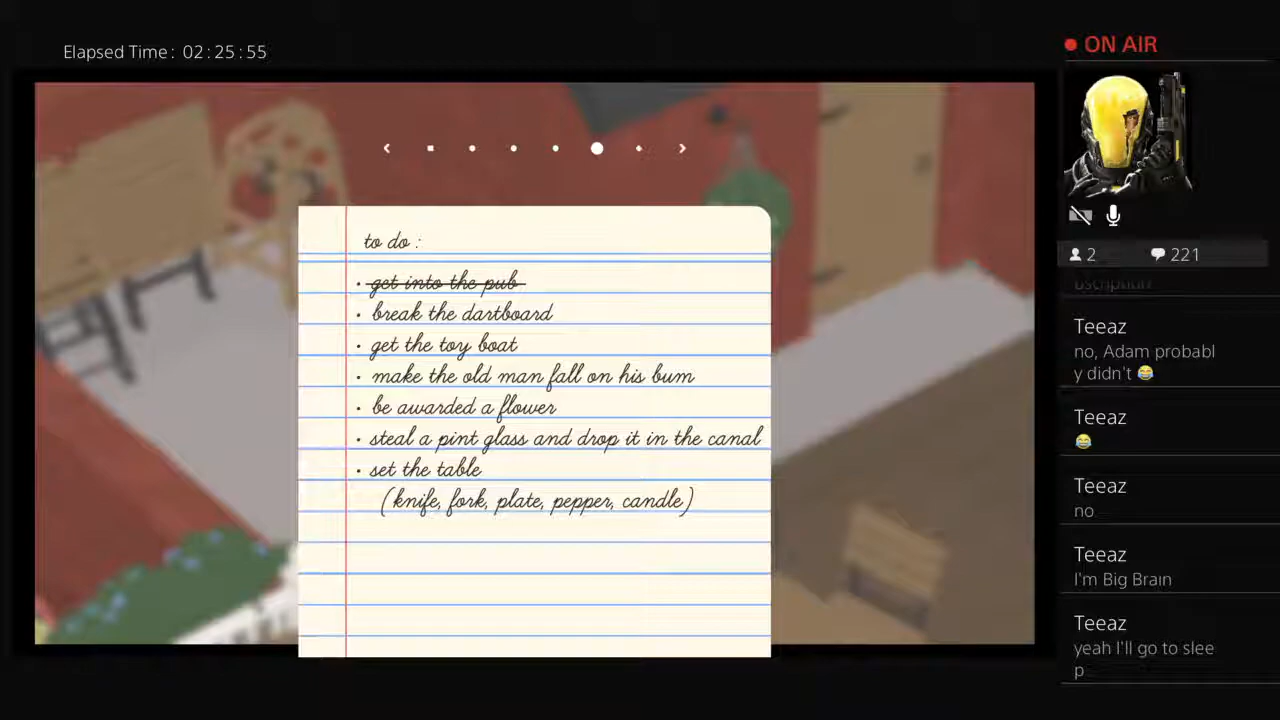 Elapsed Time: 02:25:55
ON AIR
to do :
• get into the pub
• break the dartboard
• get the toy boat
• make the old man fall on his bum
• be awarded a flower
• steal a pint glass and drop it in the canal
• set the table
(knife, fork, plate, pepper, candle)
2
221
Teeaz
no, Adam probabl
y didn't 😂
Teeaz
😂
Teeaz
no
Teeaz
I'm Big Brain
Teeaz
yeah I'll go to slee
p